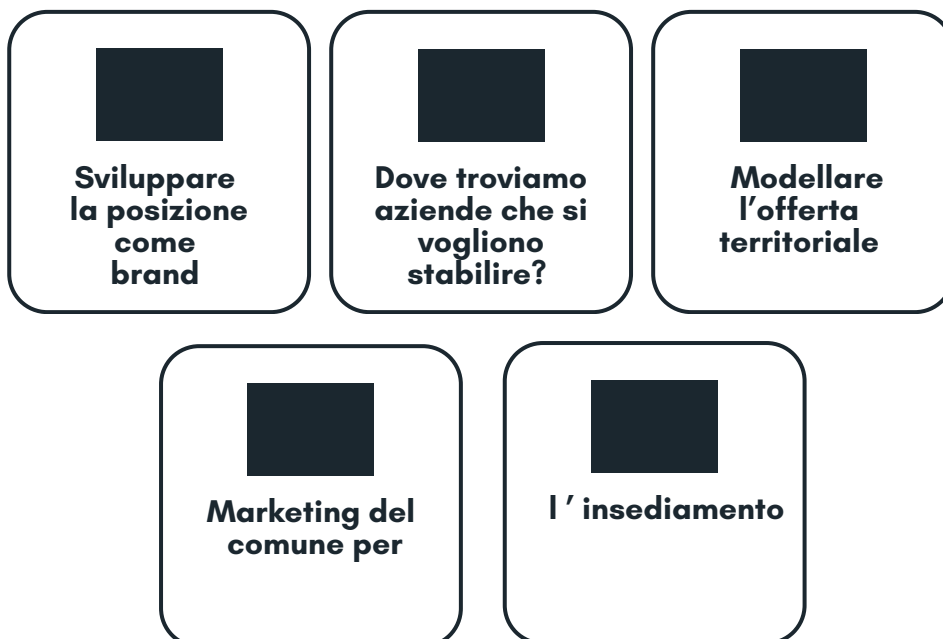 Sviluppare
la posizione
come
brand
Dove troviamo
aziende che si
vogliono
stabilire?
Modellare
l’offerta
territoriale
Marketing del
comune per
l ’ insediamento